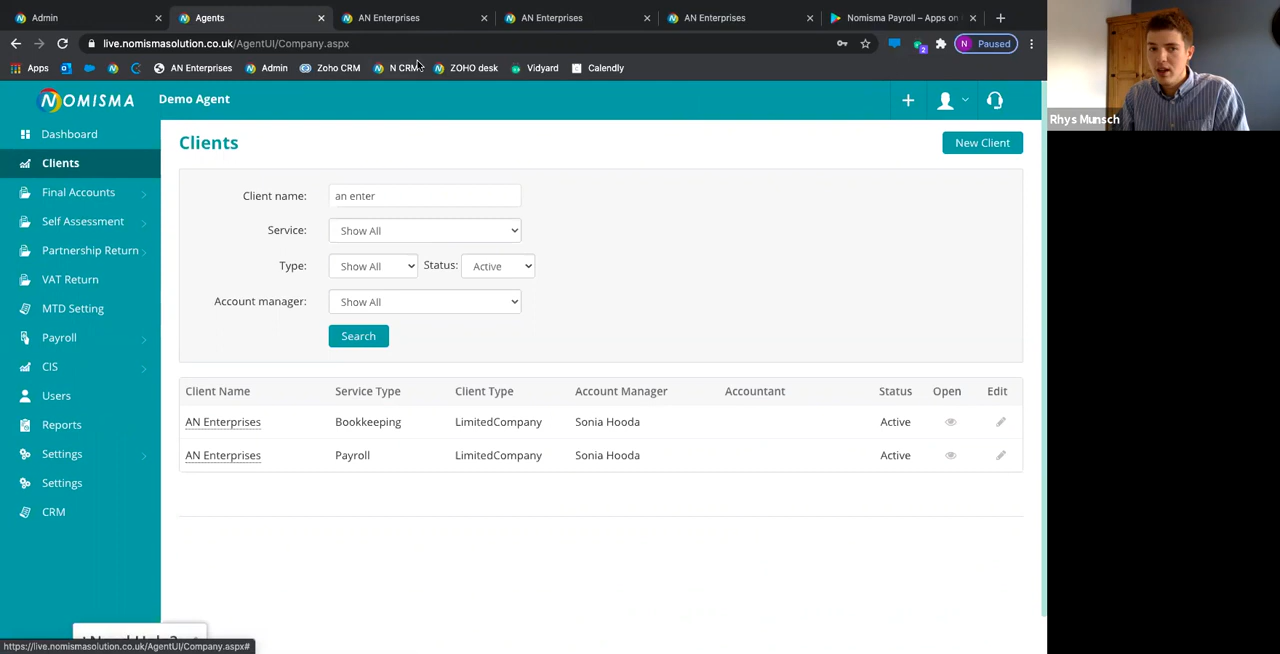 Admin
Agents
AN Enterprises
AN Enterprises
AN Enterprises
Nomisma Payroll – Apps on
live.nomismasolution.co.uk/AgentUI/Company.aspx
2
N Paused
Apps
AN Enterprises
Admin
Zoho CRM
N CRM
ZOHO desk
Vidyard
Calendly
NOMISMA
Demo Agent
Rhys Munsch
Dashboard
Clients
Final Accounts
Self Assessment
Partnership Return
VAT Return
MTD Setting
Payroll
CIS
Users
Reports
Settings
Settings
CRM
Clients
New Client
Client name: an enter
Service: Show All
Type: Show All Status: Active
Account manager: Show All
Search
Client Name Service Type Client Type Account Manager Accountant Status Open Edit
AN Enterprises Bookkeeping LimitedCompany Sonia Hooda Active
AN Enterprises Payroll LimitedCompany Sonia Hooda Active
https://live.nomismasolution.co.uk/AgentUI/Company.aspx#